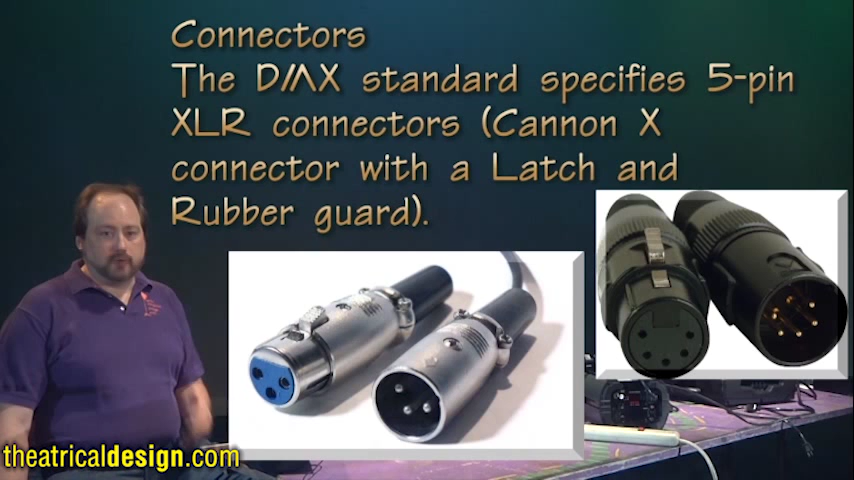 Connectors
The DMX standard specifies 5-pin
XLR connectors (Cannon X
connector with a Latch and
Rubber guard).
theatricaldesign.com